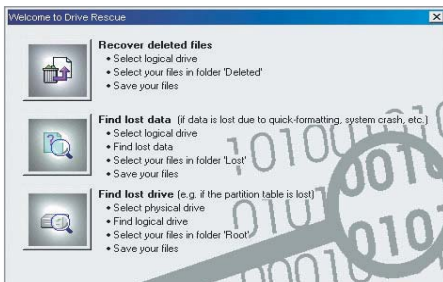 Welcome to Drive Rescue
Recover deleted files
• Select logical drive
• Select your files in folder 'Deleted'
• Save your files
Find lost data (if data is lost due to quick-formatting, system crash, etc.)
• Select logical drive
• Find lost data
• Select your files in folder 'Lost'
• Save your files
Find lost drive (e.g. if the partition table is lost)
• Select physical drive
• Find logical drive
• Select your files in folder 'Root'
• Save your files